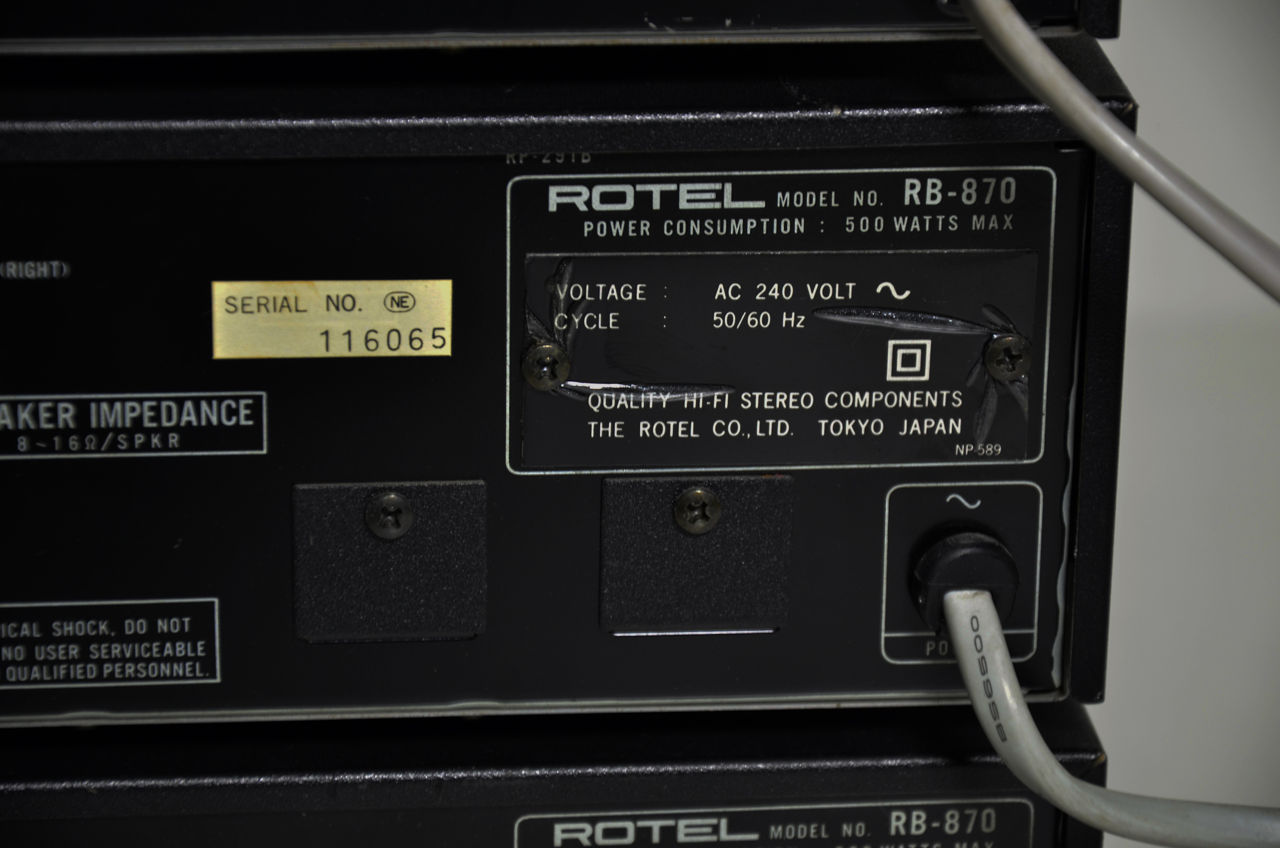 RP-291B
ROTEL MODEL NO. RB-870
POWER CONSUMPTION : 500 WATTS MAX
(RIGHT)
SERIAL NO. NE
116065
VOLTAGE : AC 240 VOLT
CYCLE : 50/60 Hz
QUALITY HI-FI STEREO COMPONENTS
THE ROTEL CO., LTD. TOKYO JAPAN
NP-589
AKER IMPEDANCE
8~16Ω/SPKR
ICAL SHOCK, DO NOT
NO USER SERVICEABLE
QUALIFIED PERSONNEL.
PO
ROTEL MODEL NO. RB-870
WATTS MAX